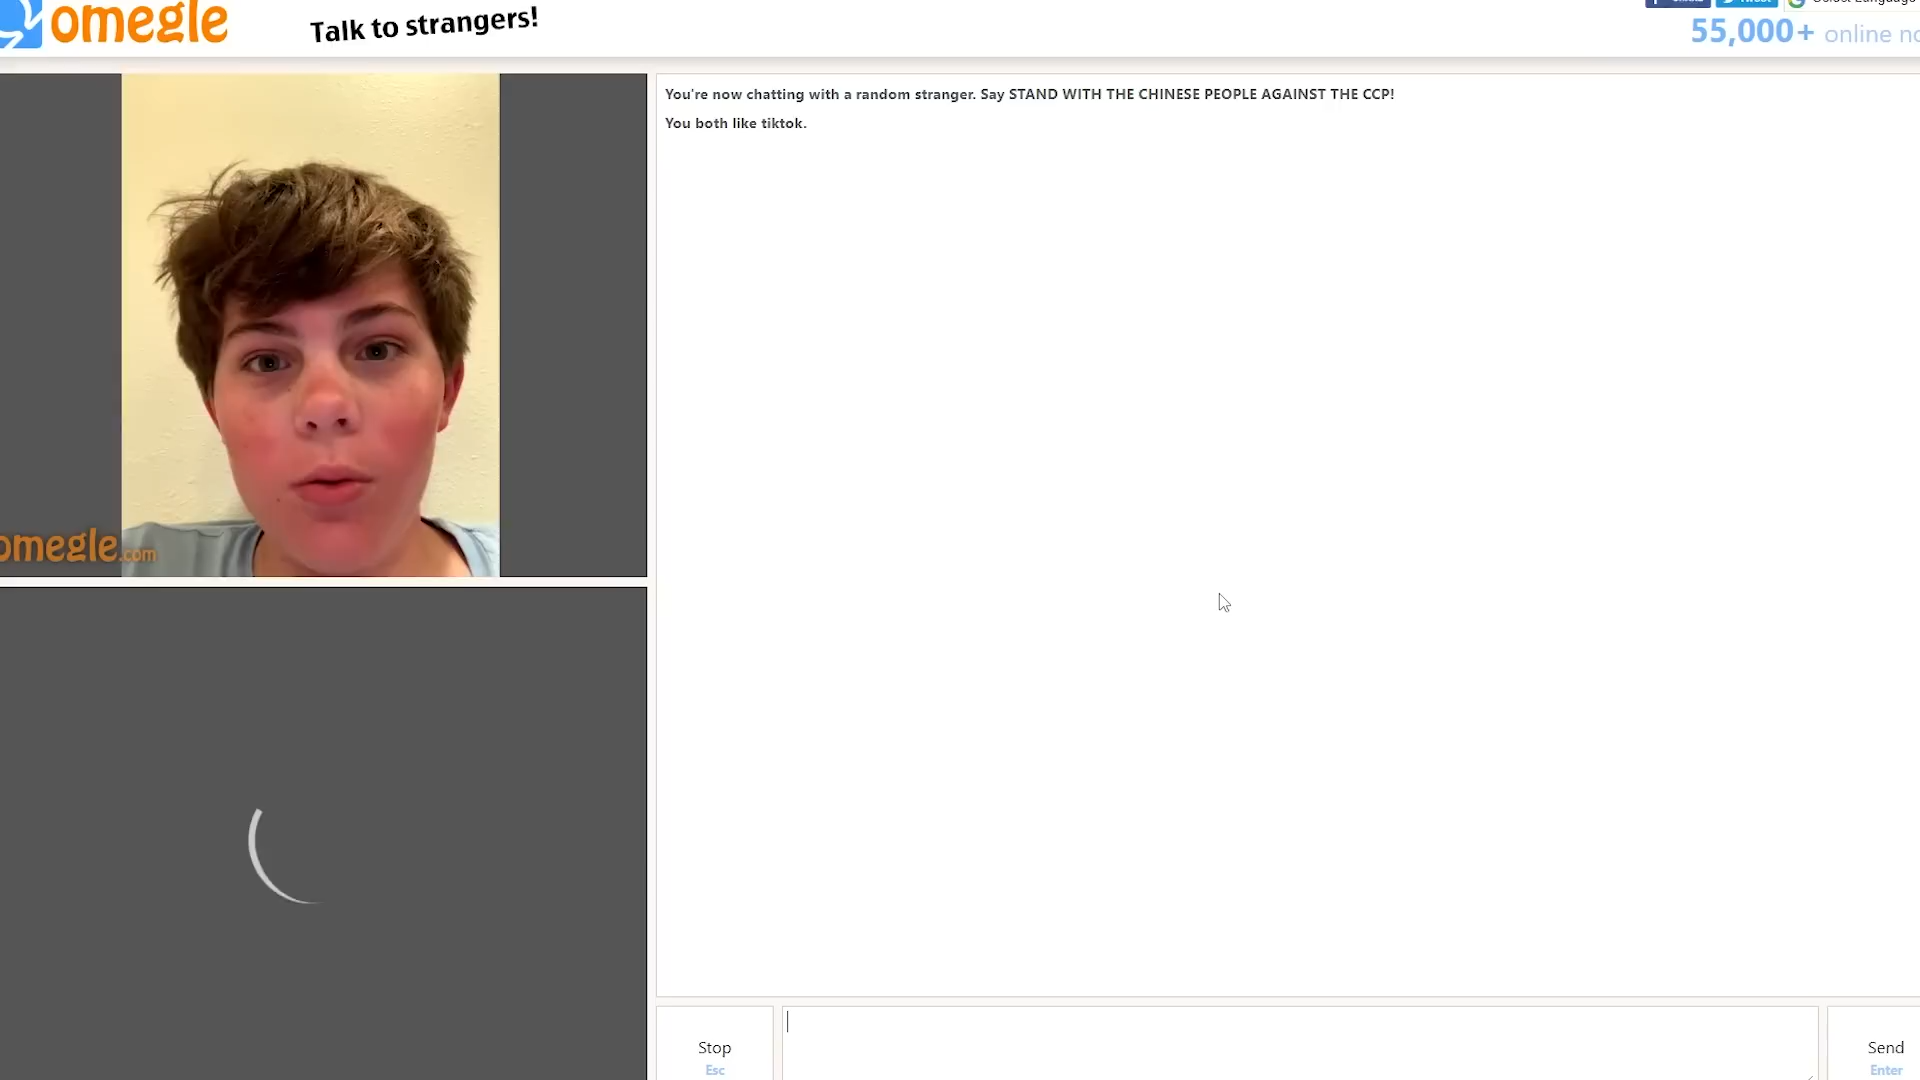 omegle
Talk to strangers!
55,000+ online
You're now chatting with a random stranger. Say STAND WITH THE CHINESE PEOPLE AGAINST THE CCP!
You both like tiktok.
omegle.com
Stop
Esc
Send
Enter